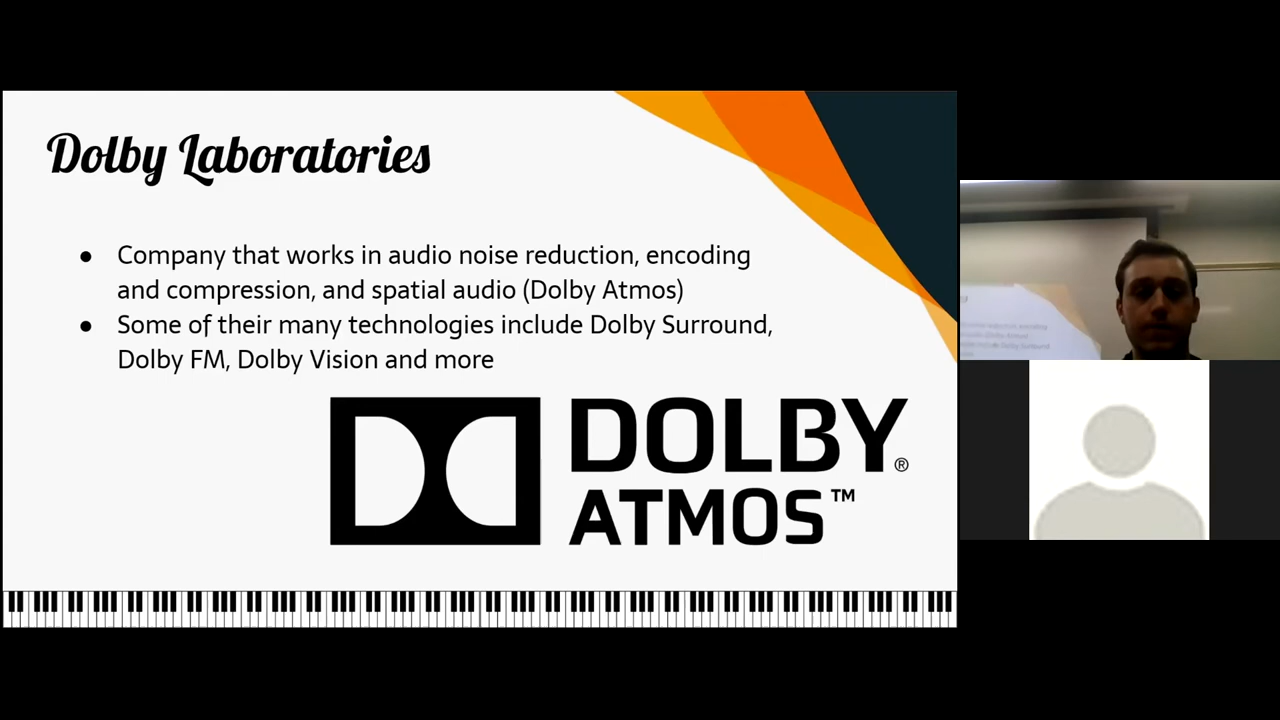 Dolby Laboratories
● Company that works in audio noise reduction, encoding
and compression, and spatial audio (Dolby Atmos)
● Some of their many technologies include Dolby Surround,
Dolby FM, Dolby Vision and more
DOLBY®
ATMOS™